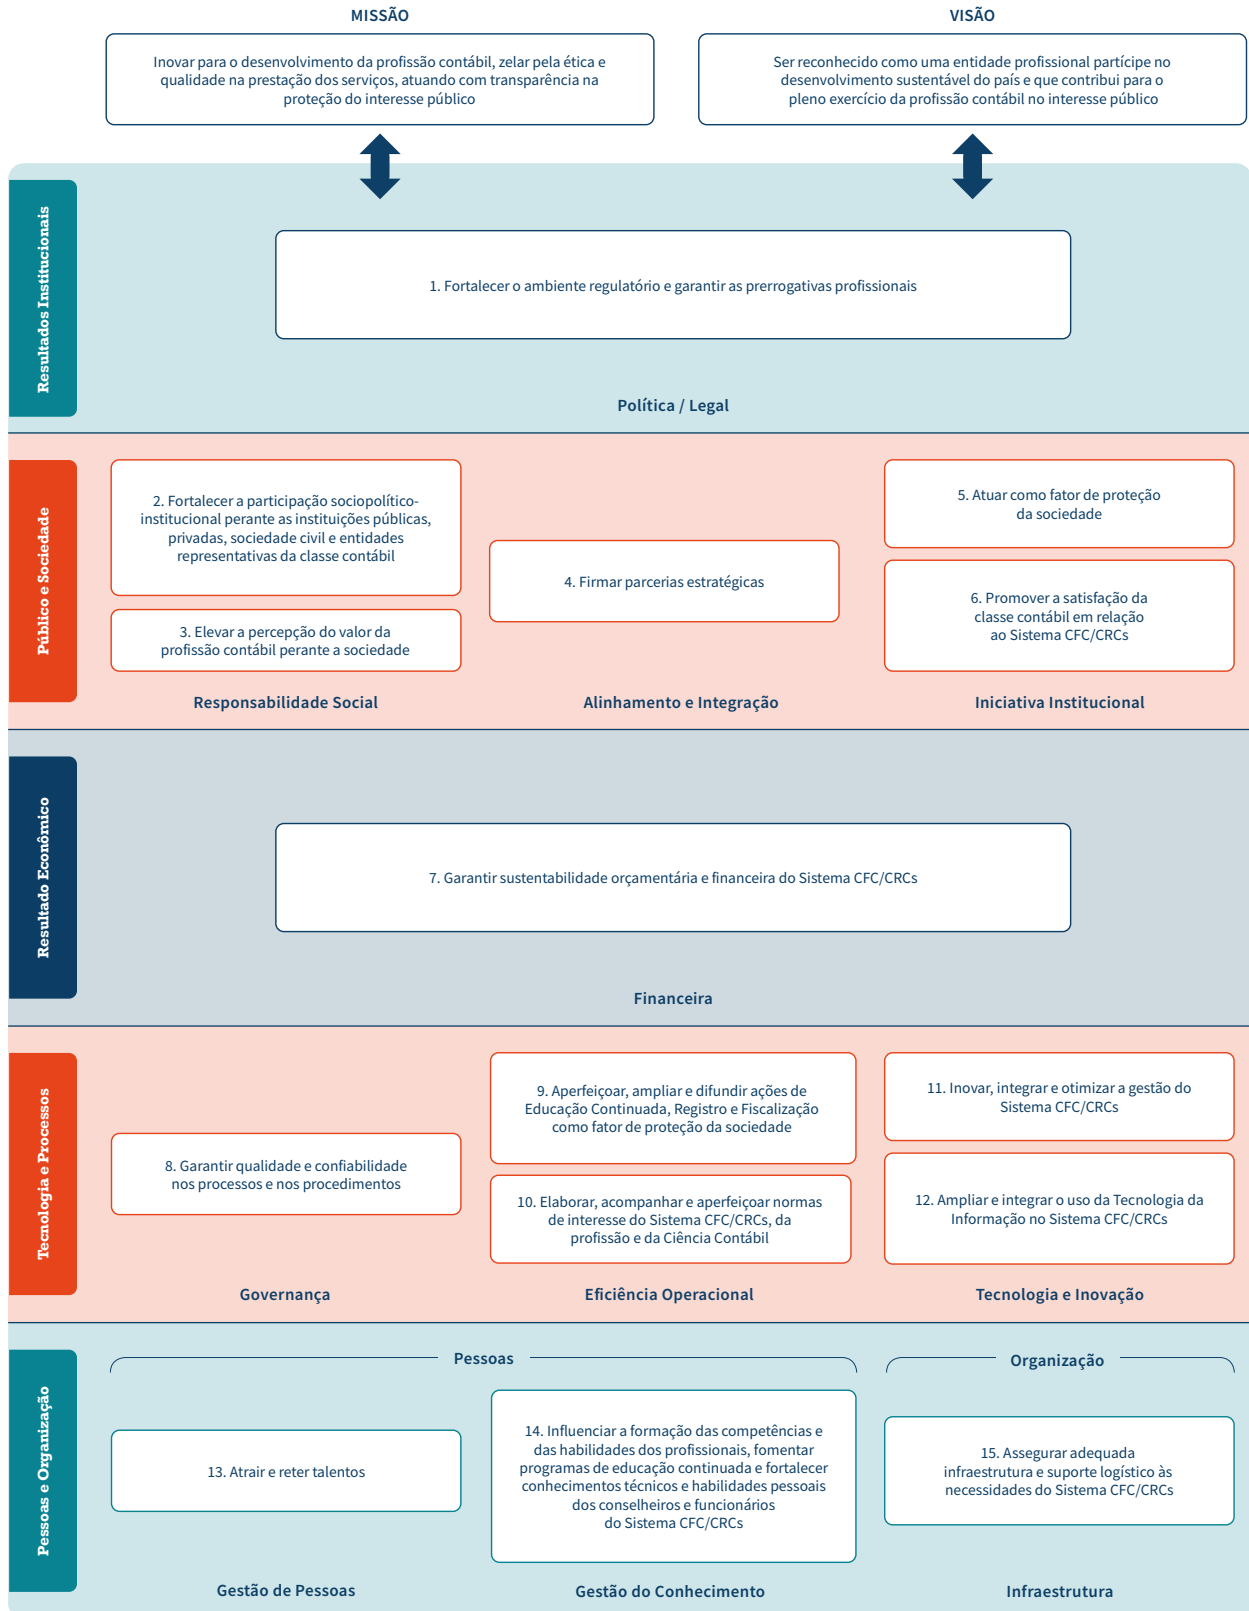 MISSÃO
Inovar para o desenvolvimento da profissão contábil, zelar pela ética e
qualidade na prestação dos serviços, atuando com transparência na
proteção do interesse público
VISÃO
Ser reconhecido como uma entidade profissional partícipe no
desenvolvimento sustentável do país e que contribui para o
pleno exercício da profissão contábil no interesse público
Resultados Institucionais
1. Fortalecer o ambiente regulatório e garantir as prerrogativas profissionais
Política / Legal
Público e Sociedade
2. Fortalecer a participação sociopolítico-
institucional perante as instituições públicas,
privadas, sociedade civil e entidades
representativas da classe contábil
3. Elevar a percepção do valor da
profissão contábil perante a sociedade
Responsabilidade Social
4. Firmar parcerias estratégicas
Alinhamento e Integração
5. Atuar como fator de proteção
da sociedade
6. Promover a satisfação da
classe contábil em relação
ao Sistema CFC/CRCs
Iniciativa Institucional
Resultado Econômico
7. Garantir sustentabilidade orçamentária e financeira do Sistema CFC/CRCs
Financeira
Tecnologia e Processos
8. Garantir qualidade e confiabilidade
nos processos e nos procedimentos
Governança
9. Aperfeiçoar, ampliar e difundir ações de
Educação Continuada, Registro e Fiscalização
como fator de proteção da sociedade
10. Elaborar, acompanhar e aperfeiçoar normas
de interesse do Sistema CFC/CRCs, da
profissão e da Ciência Contábil
Eficiência Operacional
11. Inovar, integrar e otimizar a gestão do
Sistema CFC/CRCs
12. Ampliar e integrar o uso da Tecnologia da
Informação no Sistema CFC/CRCs
Tecnologia e Inovação
Pessoas e Organização
Pessoas
13. Atrair e reter talentos
Gestão de Pessoas
14. Influenciar a formação das competências e
das habilidades dos profissionais, fomentar
programas de educação continuada e fortalecer
conhecimentos técnicos e habilidades pessoais
dos conselheiros e funcionários
do Sistema CFC/CRCs
Gestão do Conhecimento
Organização
15. Assegurar adequada
infraestrutura e suporte logístico às
necessidades do Sistema CFC/CRCs
Infraestrutura